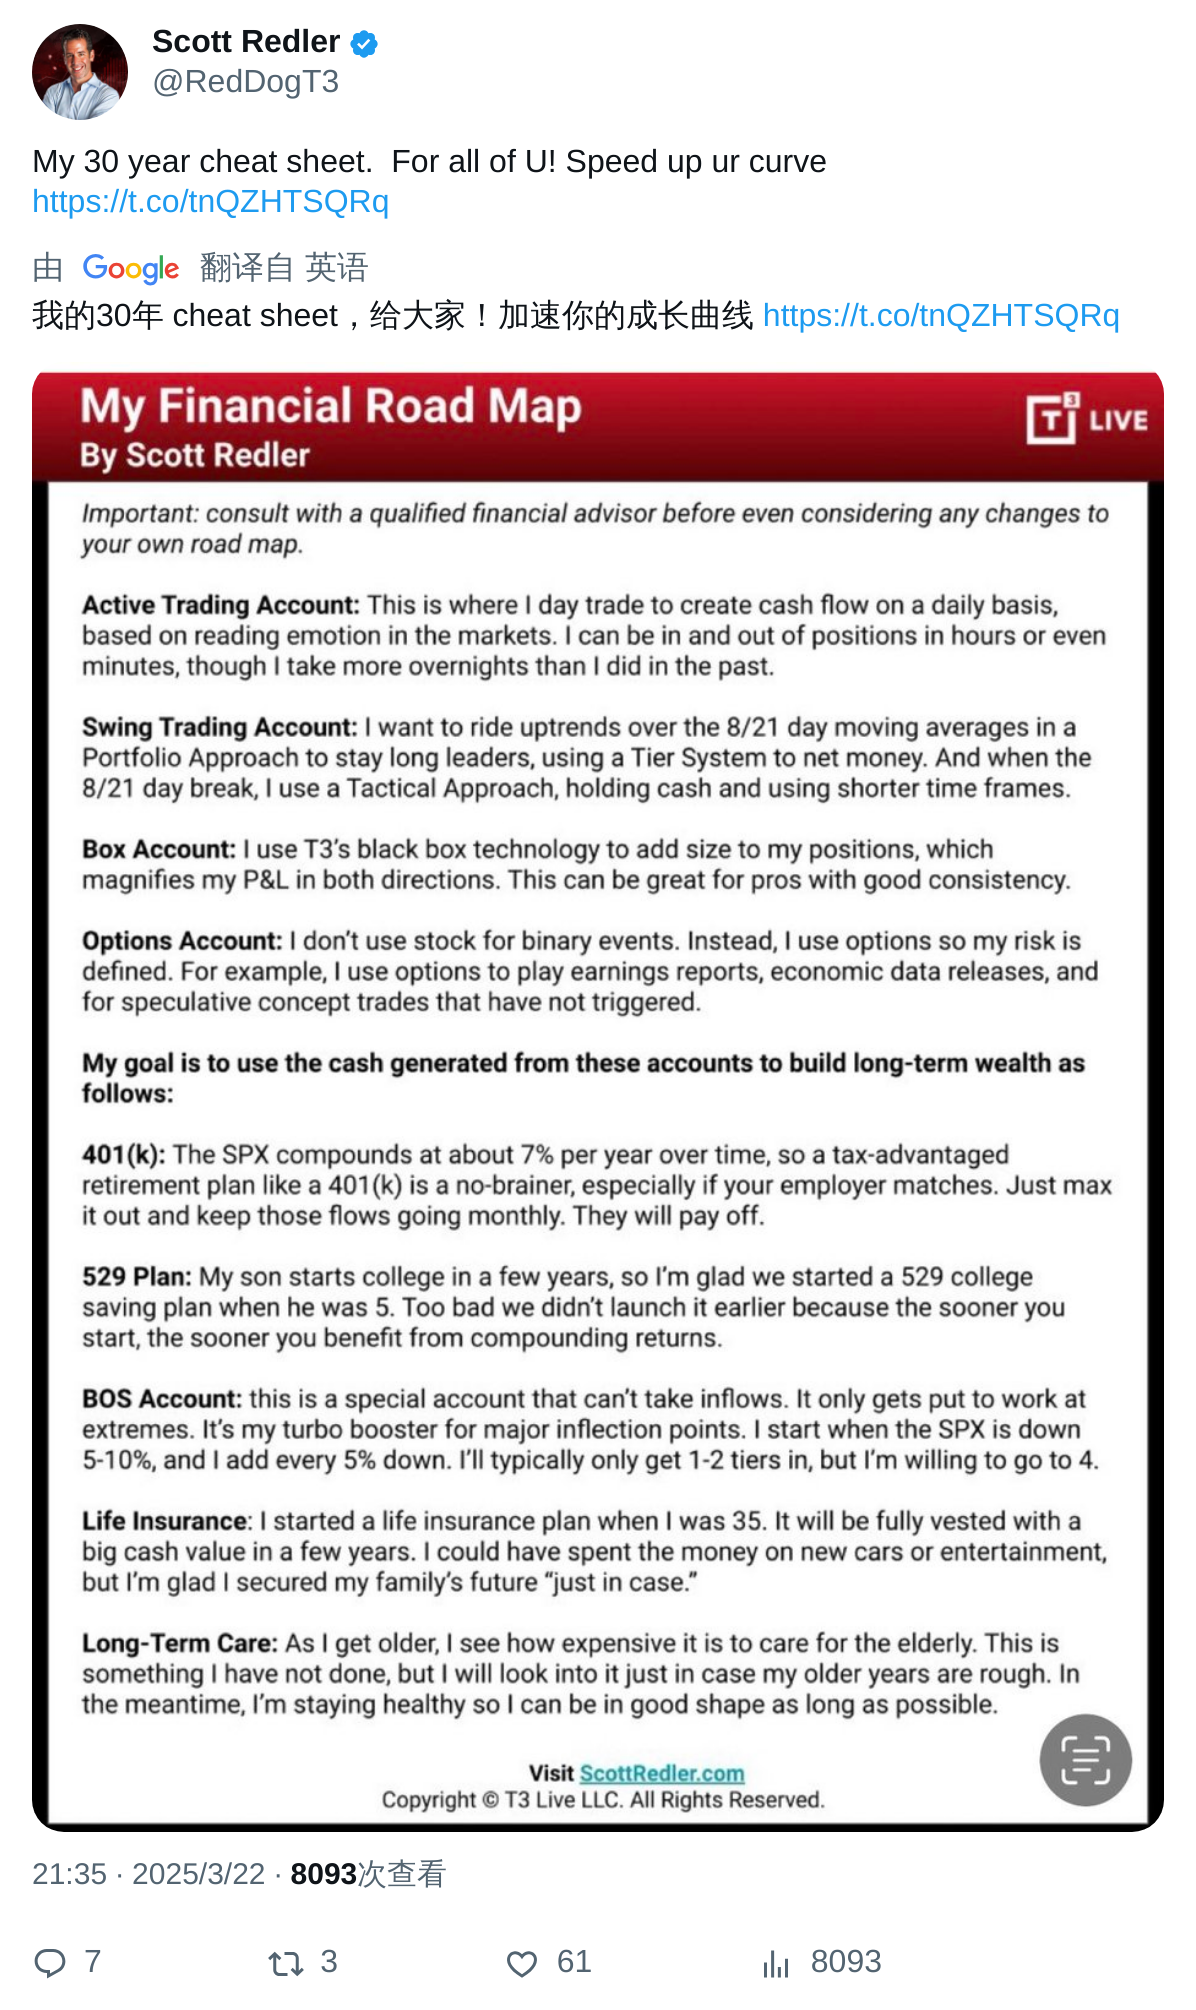 Scott Redler
@RedDogT3
My 30 year cheat sheet.  For all of U! Speed up ur curve
https://t.co/tnQZHTSQRq
由 Google 翻译自 英语
我的30年 cheat sheet，给大家！加速你的成长曲线 https://t.co/tnQZHTSQRq
My Financial Road Map
T3 LIVE
By Scott Redler
Important: consult with a qualified financial advisor before even considering any changes to
your own road map.
Active Trading Account: This is where I day trade to create cash flow on a daily basis,
based on reading emotion in the markets. I can be in and out of positions in hours or even
minutes, though I take more overnights than I did in the past.
Swing Trading Account: I want to ride uptrends over the 8/21 day moving averages in a
Portfolio Approach to stay long leaders, using a Tier System to net money. And when the
8/21 day break, I use a Tactical Approach, holding cash and using shorter time frames.
Box Account: I use T3’s black box technology to add size to my positions, which
magnifies my P&L in both directions. This can be great for pros with good consistency.
Options Account: I don’t use stock for binary events. Instead, I use options so my risk is
defined. For example, I use options to play earnings reports, economic data releases, and
for speculative concept trades that have not triggered.
My goal is to use the cash generated from these accounts to build long-term wealth as
follows:
401(k): The SPX compounds at about 7% per year over time, so a tax-advantaged
retirement plan like a 401(k) is a no-brainer, especially if your employer matches. Just max
it out and keep those flows going monthly. They will pay off.
529 Plan: My son starts college in a few years, so I’m glad we started a 529 college
saving plan when he was 5. Too bad we didn’t launch it earlier because the sooner you
start, the sooner you benefit from compounding returns.
BOS Account: this is a special account that can’t take inflows. It only gets put to work at
extremes. It’s my turbo booster for major inflection points. I start when the SPX is down
5-10%, and I add every 5% down. I’ll typically only get 1-2 tiers in, but I’m willing to go to 4.
Life Insurance: I started a life insurance plan when I was 35. It will be fully vested with a
big cash value in a few years. I could have spent the money on new cars or entertainment,
but I’m glad I secured my family’s future “just in case.”
Long-Term Care: As I get older, I see how expensive it is to care for the elderly. This is
something I have not done, but I will look into it just in case my older years are rough. In
the meantime, I’m staying healthy so I can be in good shape as long as possible.
Visit ScottRedler.com
Copyright © T3 Live LLC. All Rights Reserved.
21:35 · 2025/3/22 · 8093次查看
7 3 61 8093